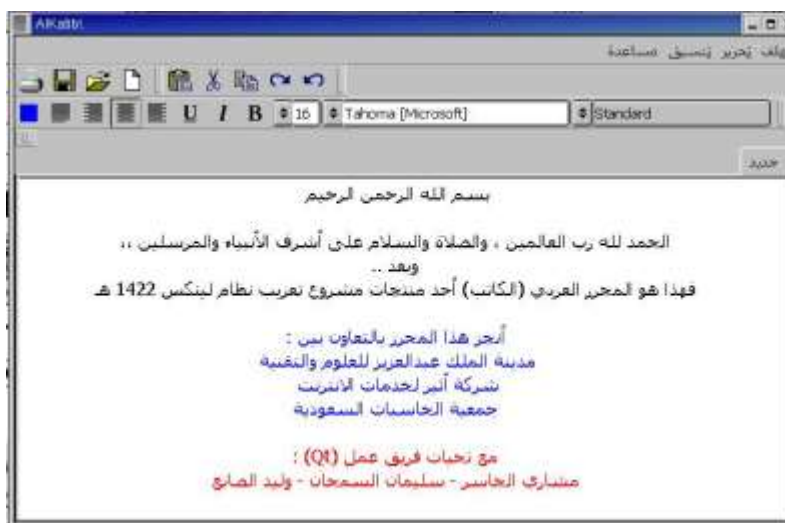 AlKatib
ملف تحرير تنسيق مساعدة
Standard
Tahoma [Microsoft]
16
B
I
U
جديد
بسم الله الرحمن الرحيم
الحمد لله رب العالمين ، والصلاة والسلام على أشرف الأنبياء والمرسلين ،،
وبعد ..
فهذا هو المحرر العربي (الكاتب) أحد منتجات مشروع تعريب نظام لينكس 1422 هـ
أنجز هذا المحرر بالتعاون بين :
مدينة الملك عبدالعزيز للعلوم والتقنية
شركة أثير لخدمات الانترنت
جمعية الحاسبات السعودية
مع تحيات فريق عمل (Qt) :
مشاري الجاسر - سليمان السمحان - وليد الصانع